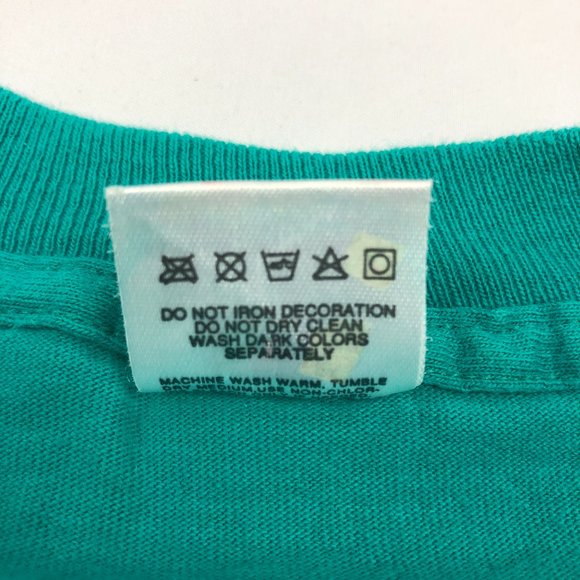 DO NOT IRON DECORATION
DO NOT DRY CLEAN
WASH DARK COLORS
SEPARATELY
MACHINE WASH WARM, TUMBLE
DRY MEDIUM, USE NON-CHLOR-